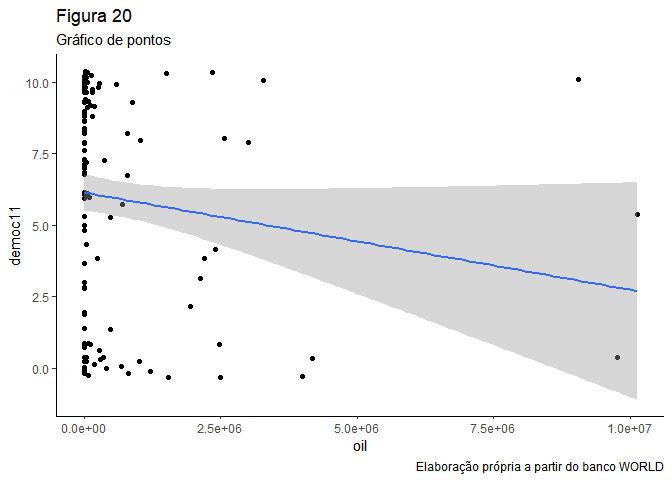 Figura 20
Gráfico de pontos
10.0
7.5
5.0
2.5
0.0
democ11
0.0e+00 2.5e+06 5.0e+06 7.5e+06 1.0e+07
oil
Elaboração própria a partir do banco WORLD